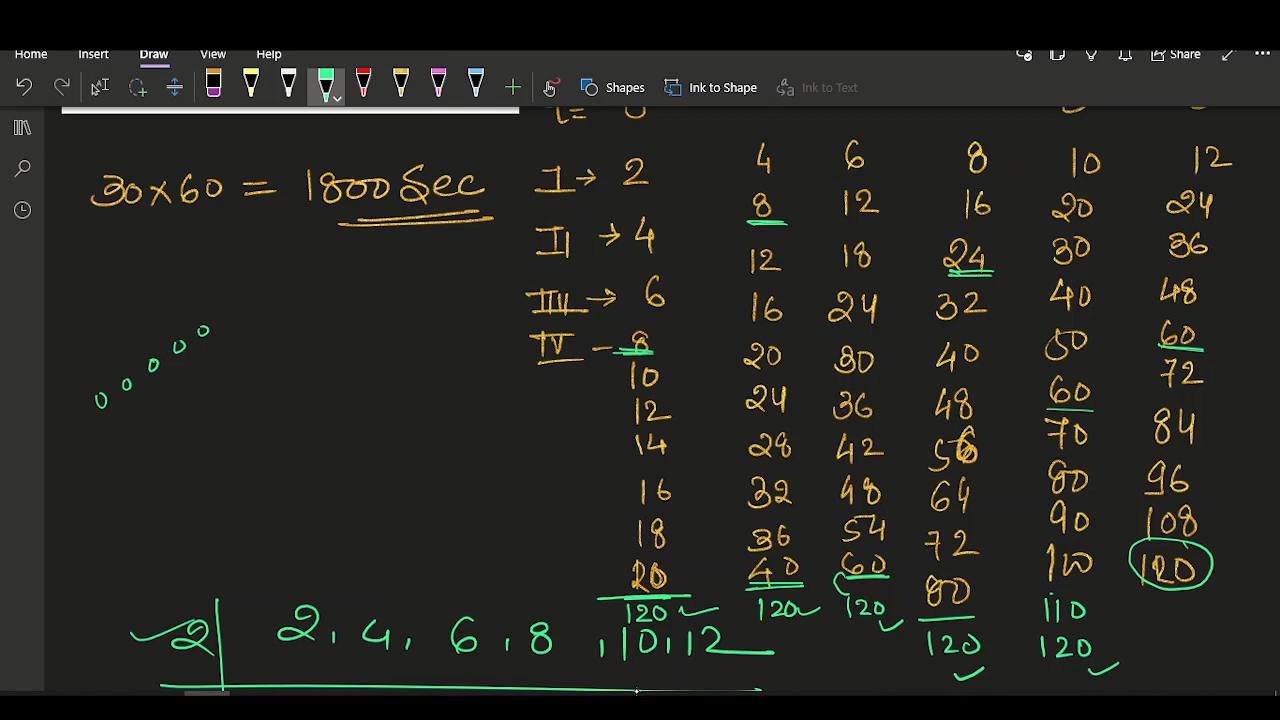 Home Insert Draw View Help Share
Shapes Ink to Shape Ink to Text
30×60 = 1800 Sec
I → 2 4 6 8 10 12
II → 4 8 12 16 20 24
III → 6 12 18 24 30 36
IV - 8 16 24 32 40 48
10 20 30 40 50 60
12 24 36 48 60 72
14 28 42 56 70 84
16 32 48 64 80 96
18 36 54 72 90 108
20 40 60 80 100 120
120 120 120 120 110
120
2 2, 4, 6, 8, 10, 12